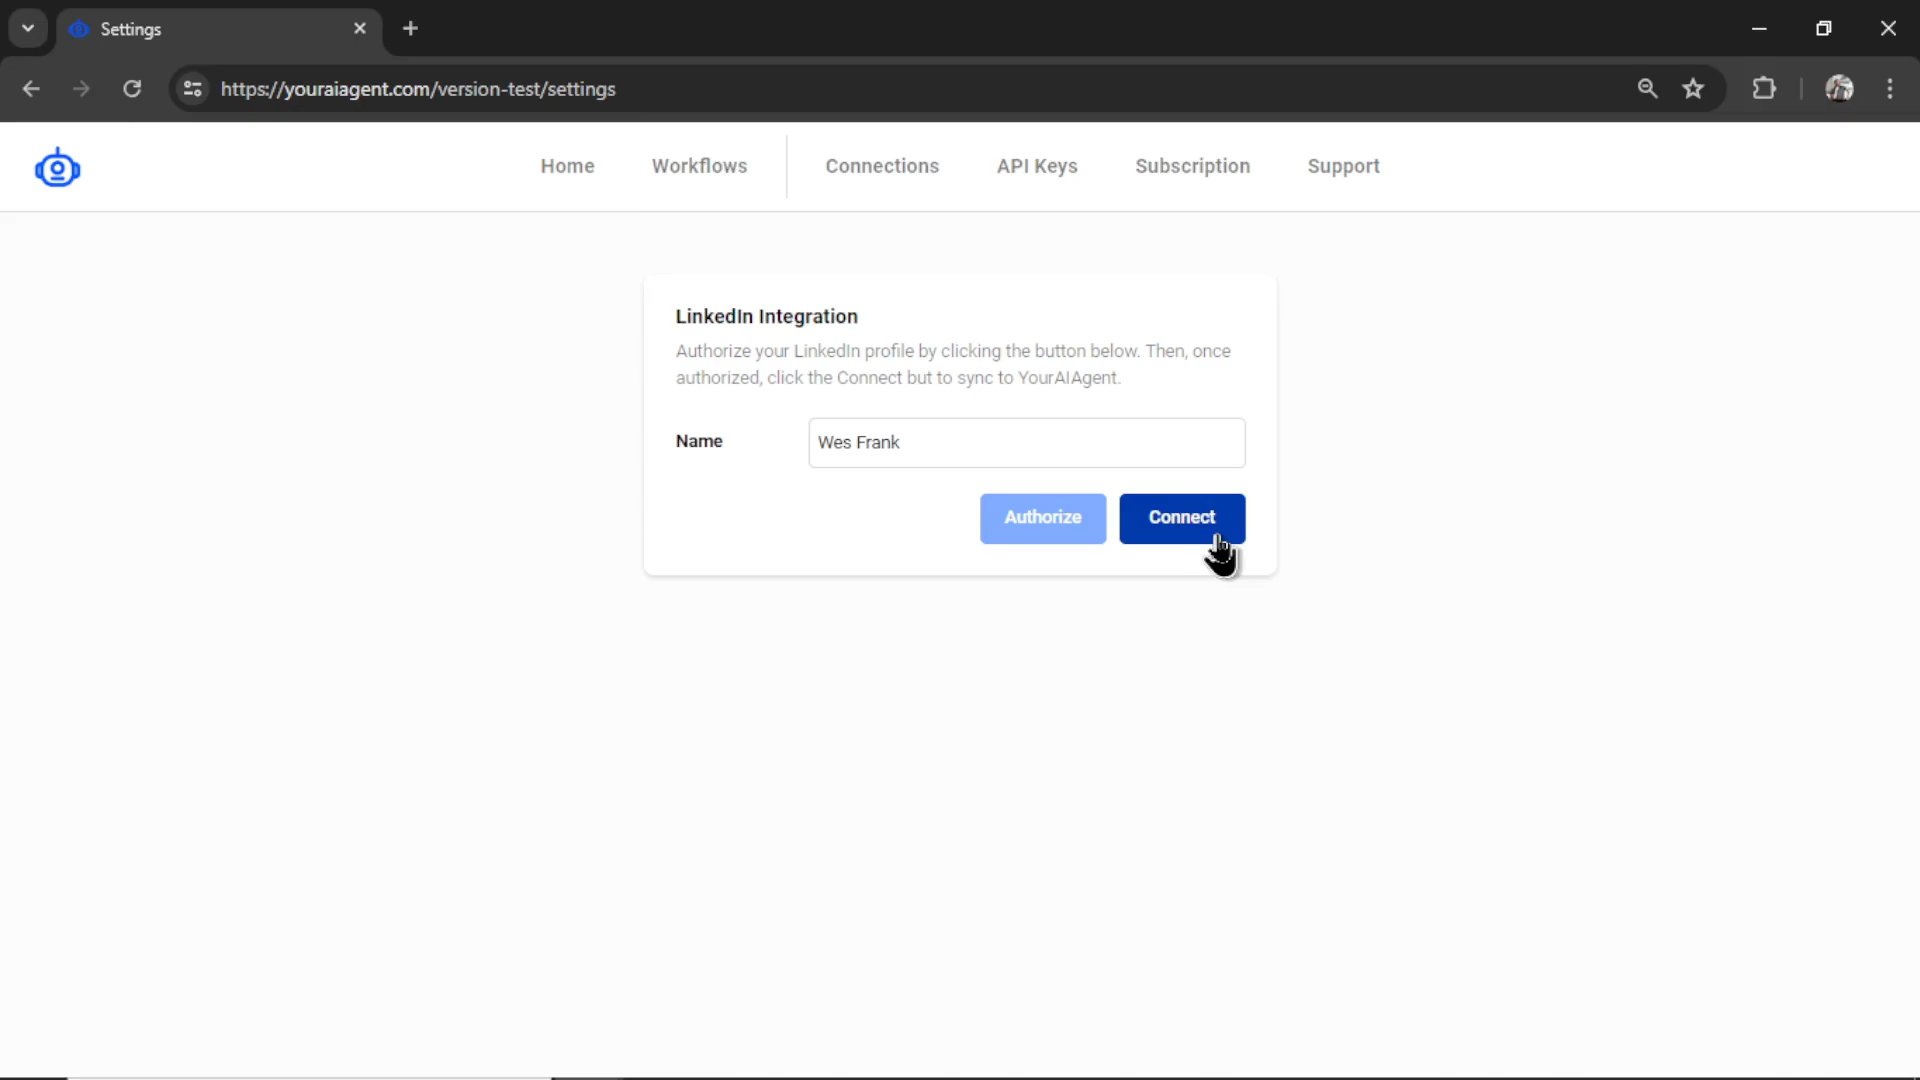 Settings
https://youraiagent.com/version-test/settings
Home Workflows Connections API Keys Subscription Support
LinkedIn Integration
Authorize your LinkedIn profile by clicking the button below. Then, once
authorized, click the Connect but to sync to YourAIAgent.
Name Wes Frank
Authorize Connect